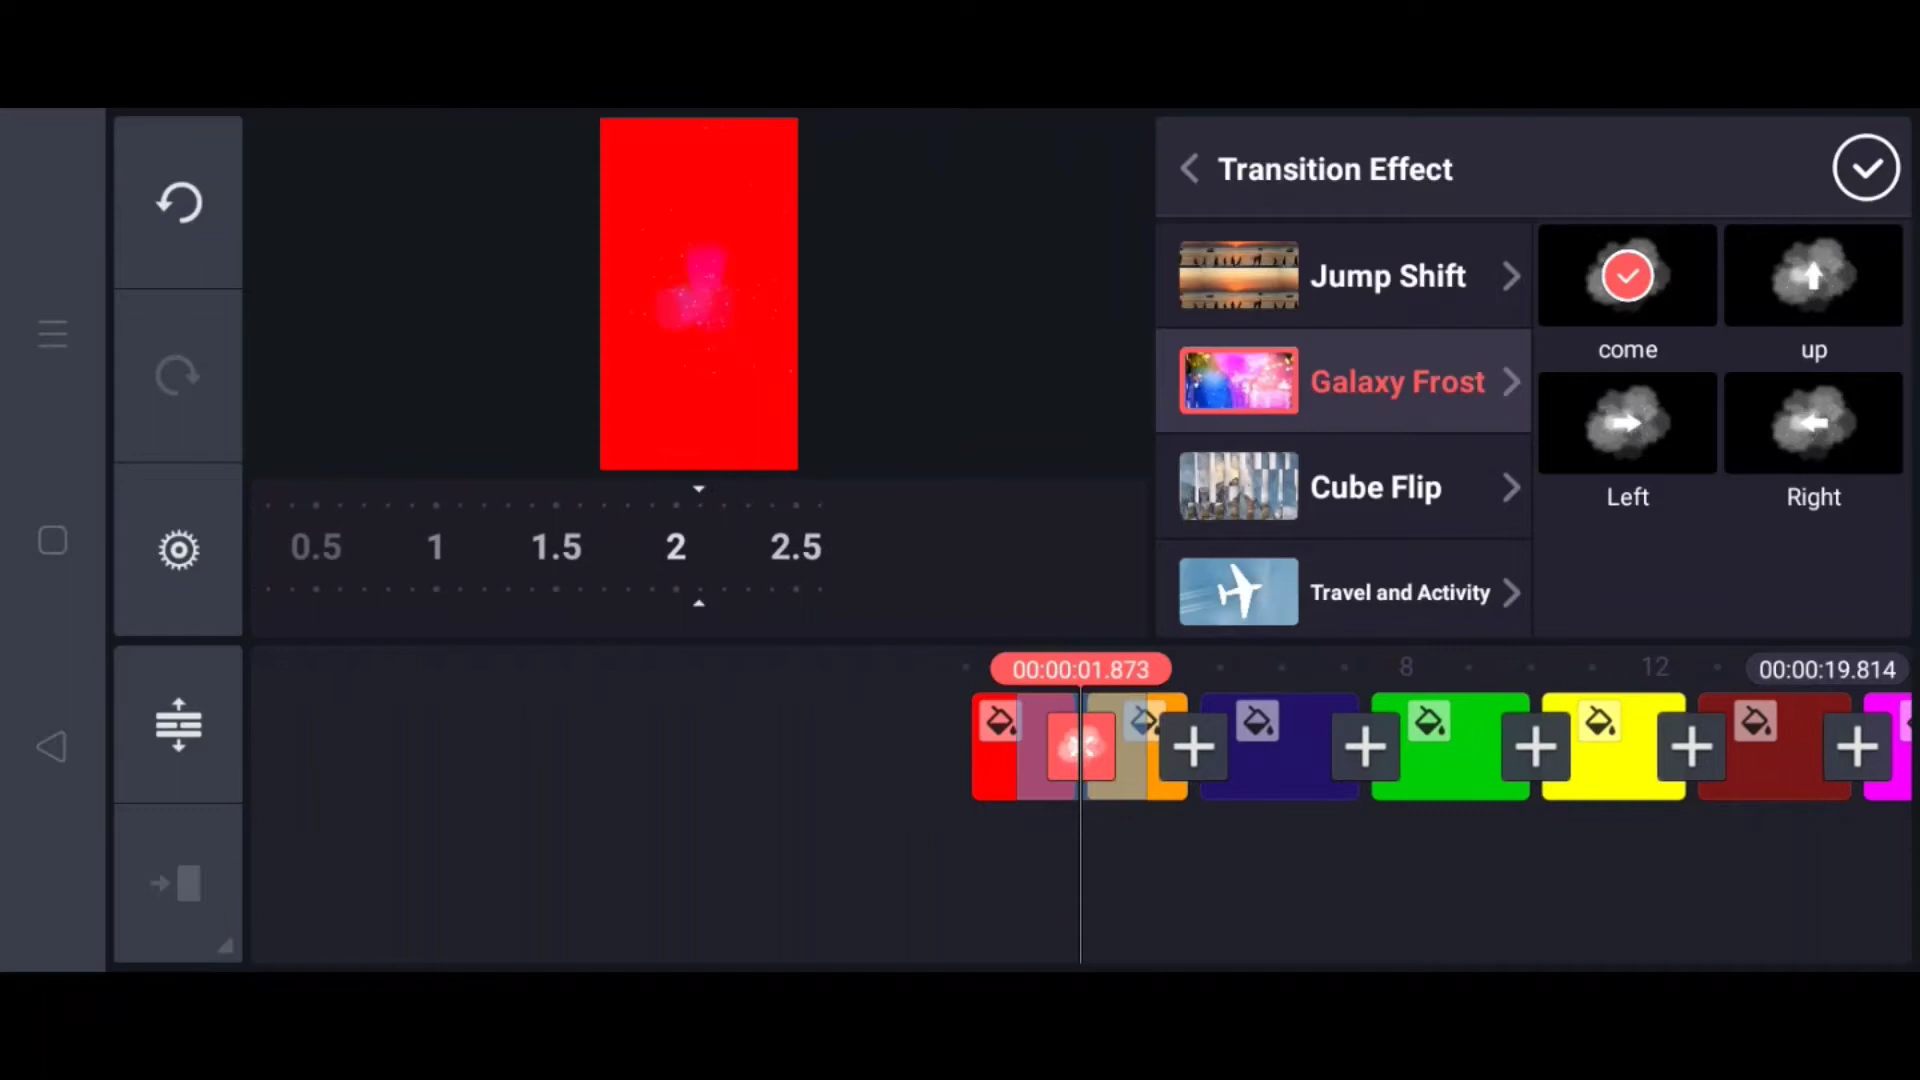 Transition Effect
Jump Shift
Galaxy Frost
Cube Flip
Travel and Activity
come
up
Left
Right
0.5 1 1.5 2 2.5
00:00:01.873
8
12
00:00:19.814